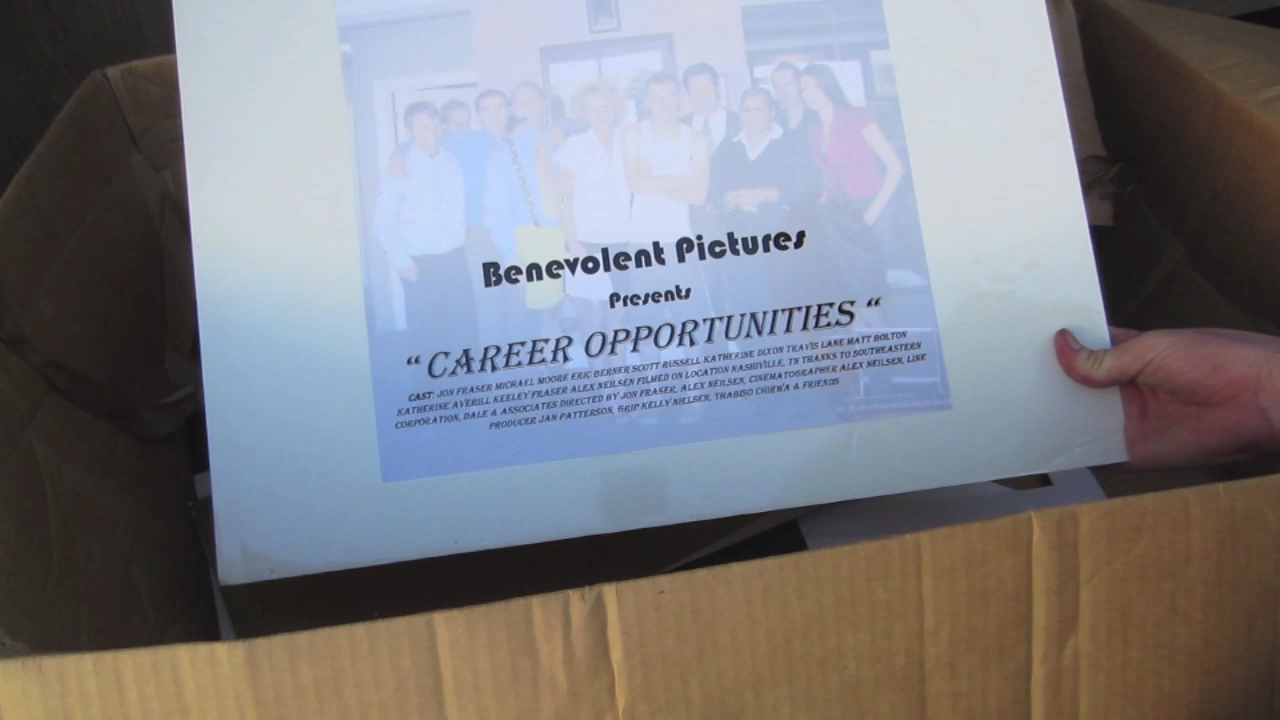 Benevolent Pictures
Presents
“CAREER OPPORTUNITIES “
CAST: JON FRASER MICHAEL MOORE ERIC BERNER SCOTT RUSSELL KATHERINE DIXON TRAVIS LANE MATT BOLTON
KATHERINE AVERILL KEELEY FRASER ALEX NEILSEN FILMED ON LOCATION NASHIVILLE, TN THANKS TO SOUTHEASTERN
CORPORATION, DALE & ASSOCIATES DIRECTED BY JON FRASER, ALEX NEILSEN, CINEMATOGRAPHER ALEX NEILSEN, LINE
PRODUCER JAN PATTERSON, GRIP KELLY NIELSEN, THABISO CHIRWA & FRIENDS